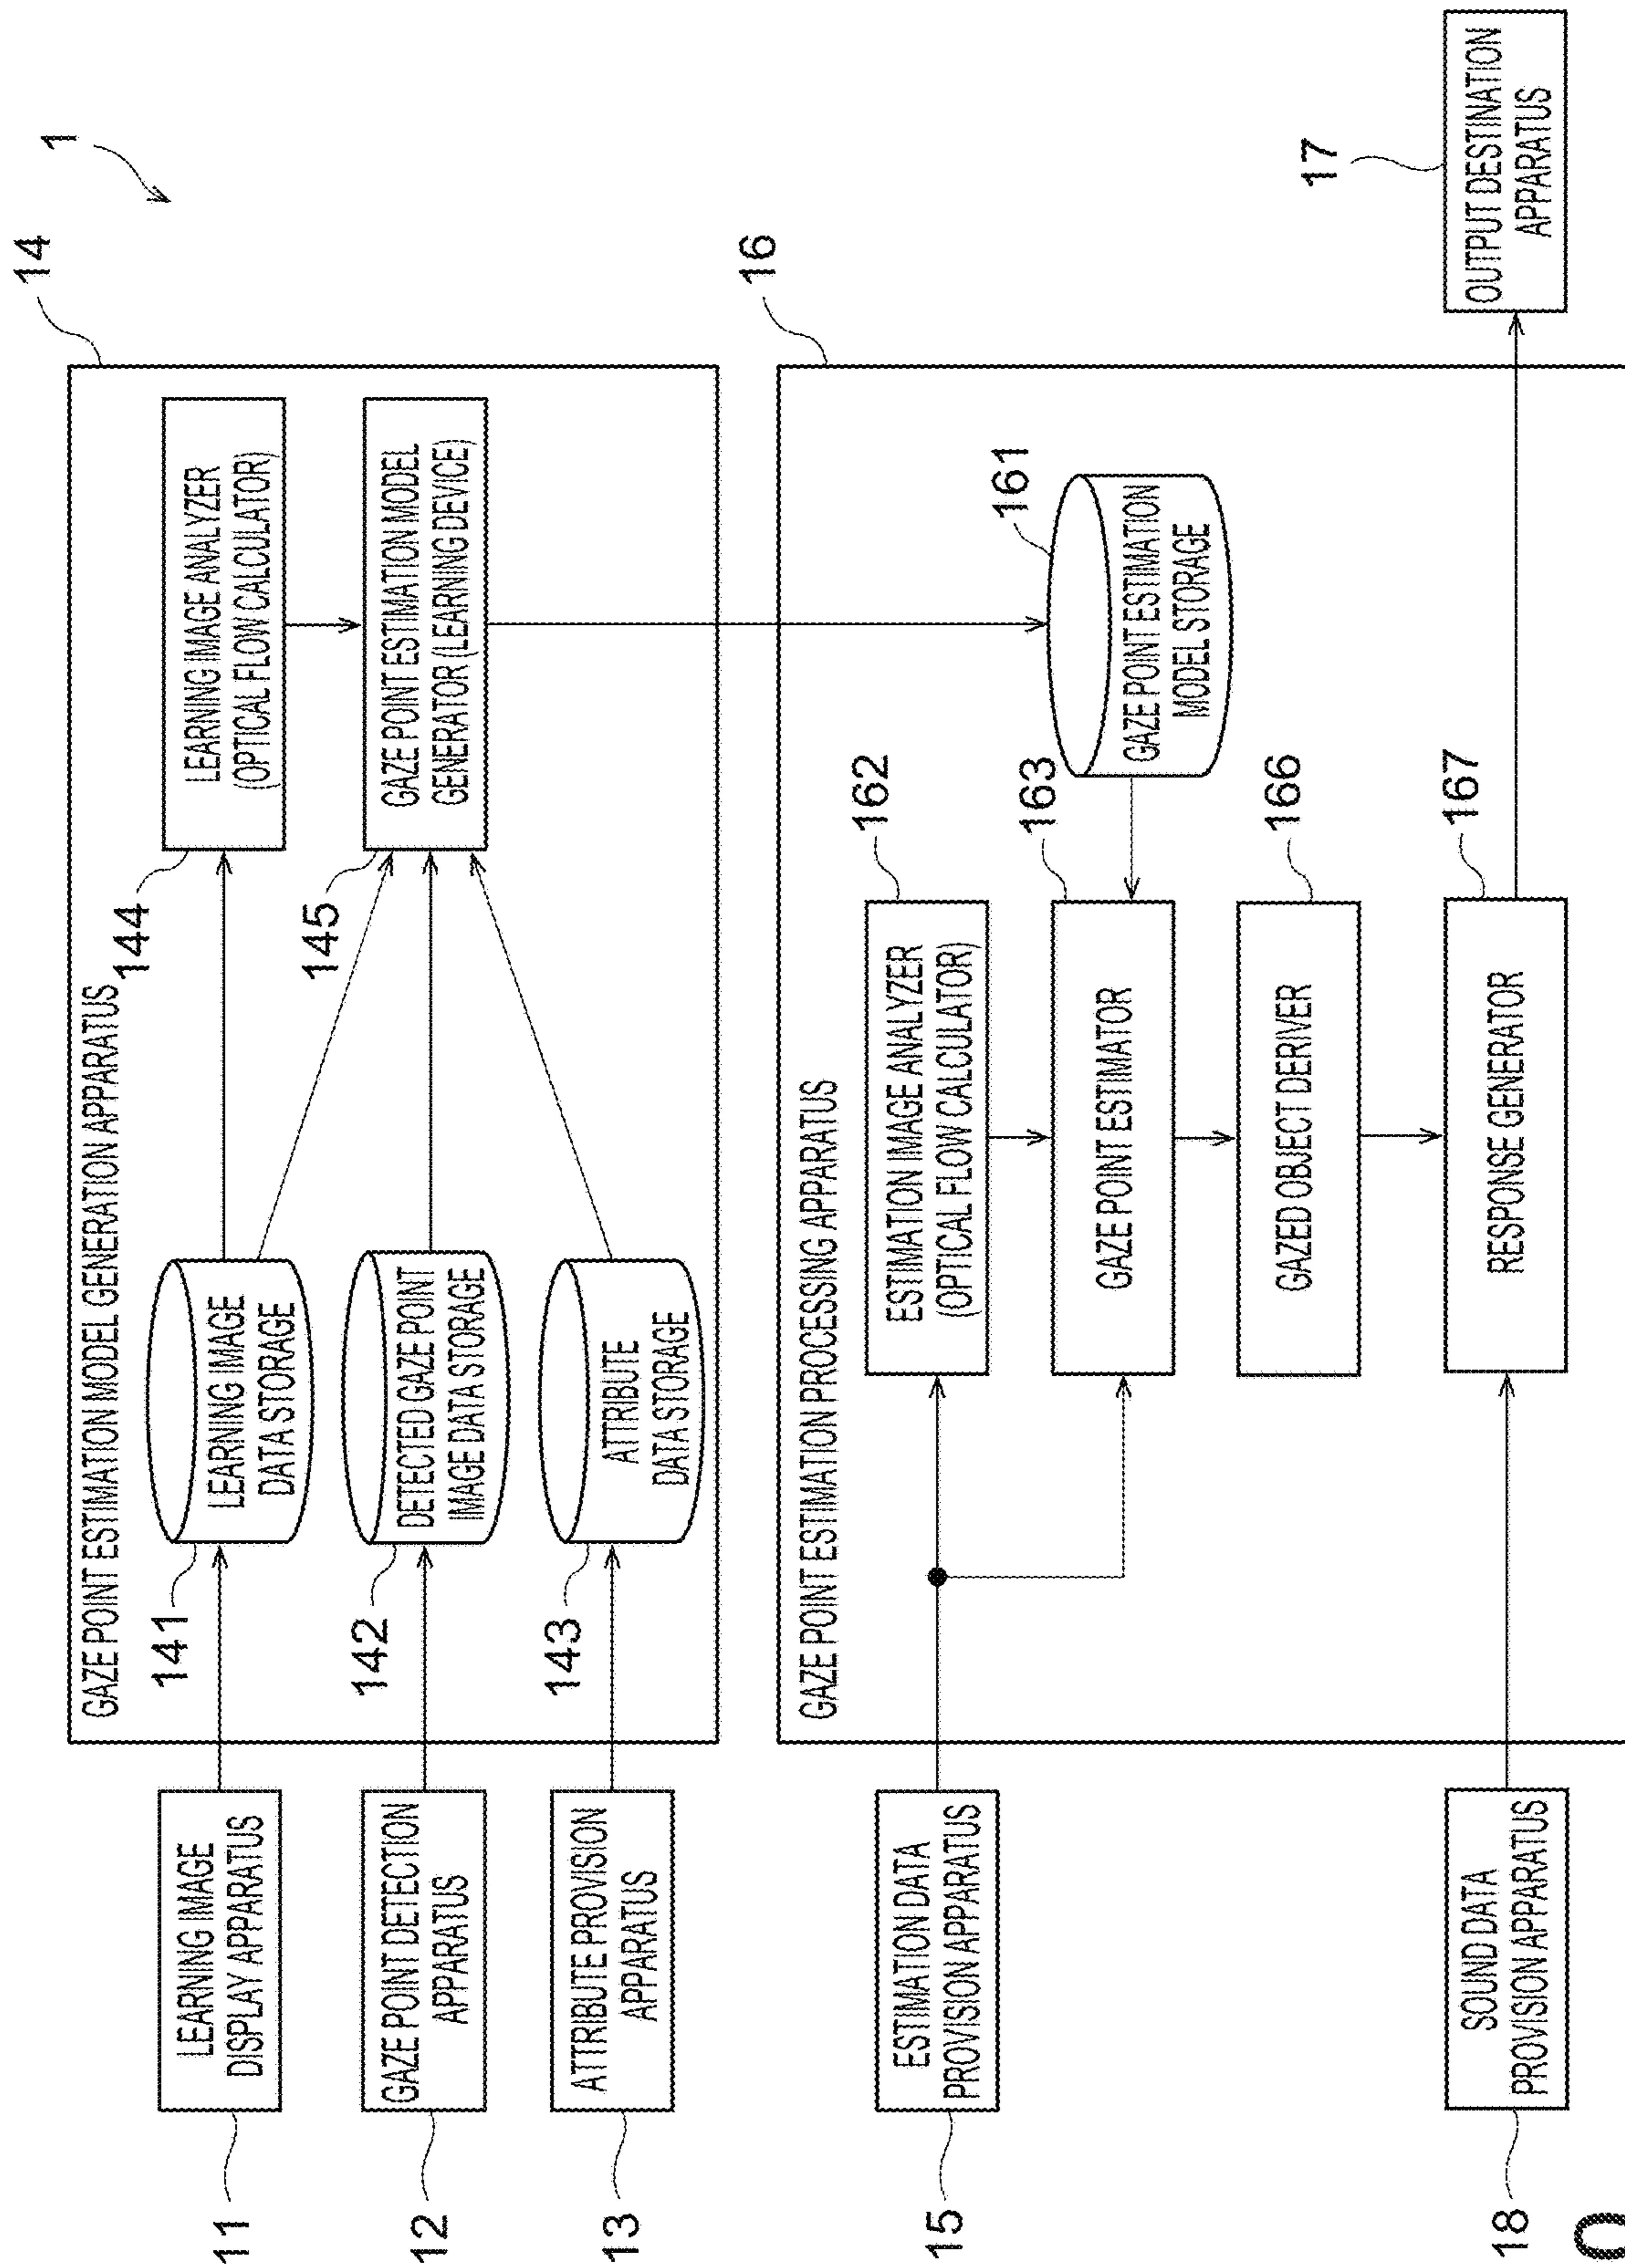 1
14
GAZE POINT ESTIMATION MODEL GENERATION APPARATUS
11
LEARNING IMAGE
DISPLAY APPARATUS
141
LEARNING IMAGE
DATA STORAGE
144
LEARNING IMAGE ANALYZER
(OPTICAL FLOW CALCULATOR)
12
GAZE POINT DETECTION
APPARATUS
142
DETECTED GAZE POINT
IMAGE DATA STORAGE
145
GAZE POINT ESTIMATION MODEL
GENERATOR (LEARNING DEVICE)
13
ATTRIBUTE PROVISION
APPARATUS
143
ATTRIBUTE
DATA STORAGE
16
GAZE POINT ESTIMATION PROCESSING APPARATUS
15
ESTIMATION DATA
PROVISION APPARATUS
162
ESTIMATION IMAGE ANALYZER
(OPTICAL FLOW CALCULATOR)
161
GAZE POINT ESTIMATION
MODEL STORAGE
163
GAZE POINT ESTIMATOR
166
GAZED OBJECT DERIVER
18
SOUND DATA
PROVISION APPARATUS
167
RESPONSE GENERATOR
17
OUTPUT DESTINATION
APPARATUS